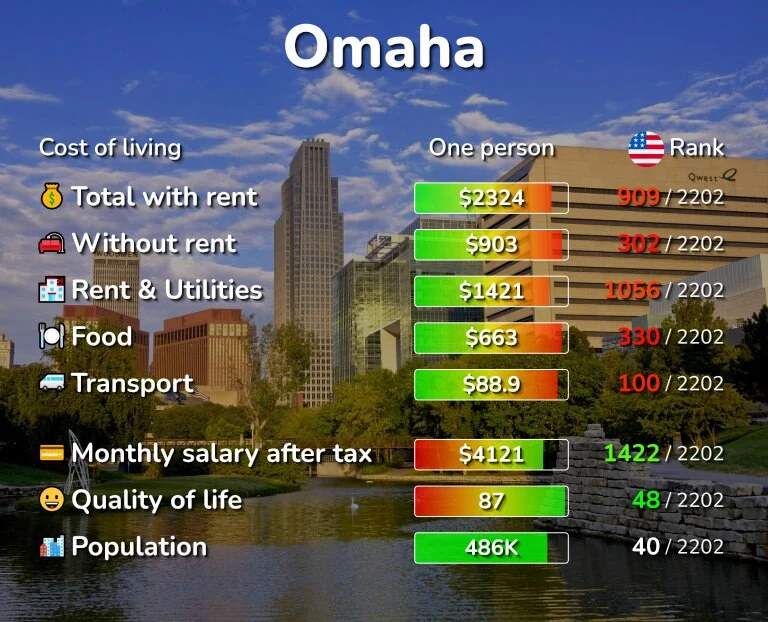 Omaha
Cost of living One person Rank
Qwest
Total with rent $2324 909 / 2202
Without rent $903 302 / 2202
Rent & Utilities $1421 1056 / 2202
Food $663 330 / 2202
Transport $88.9 100 / 2202
Monthly salary after tax $4121 1422 / 2202
Quality of life 87 48 / 2202
Population 486K 40 / 2202